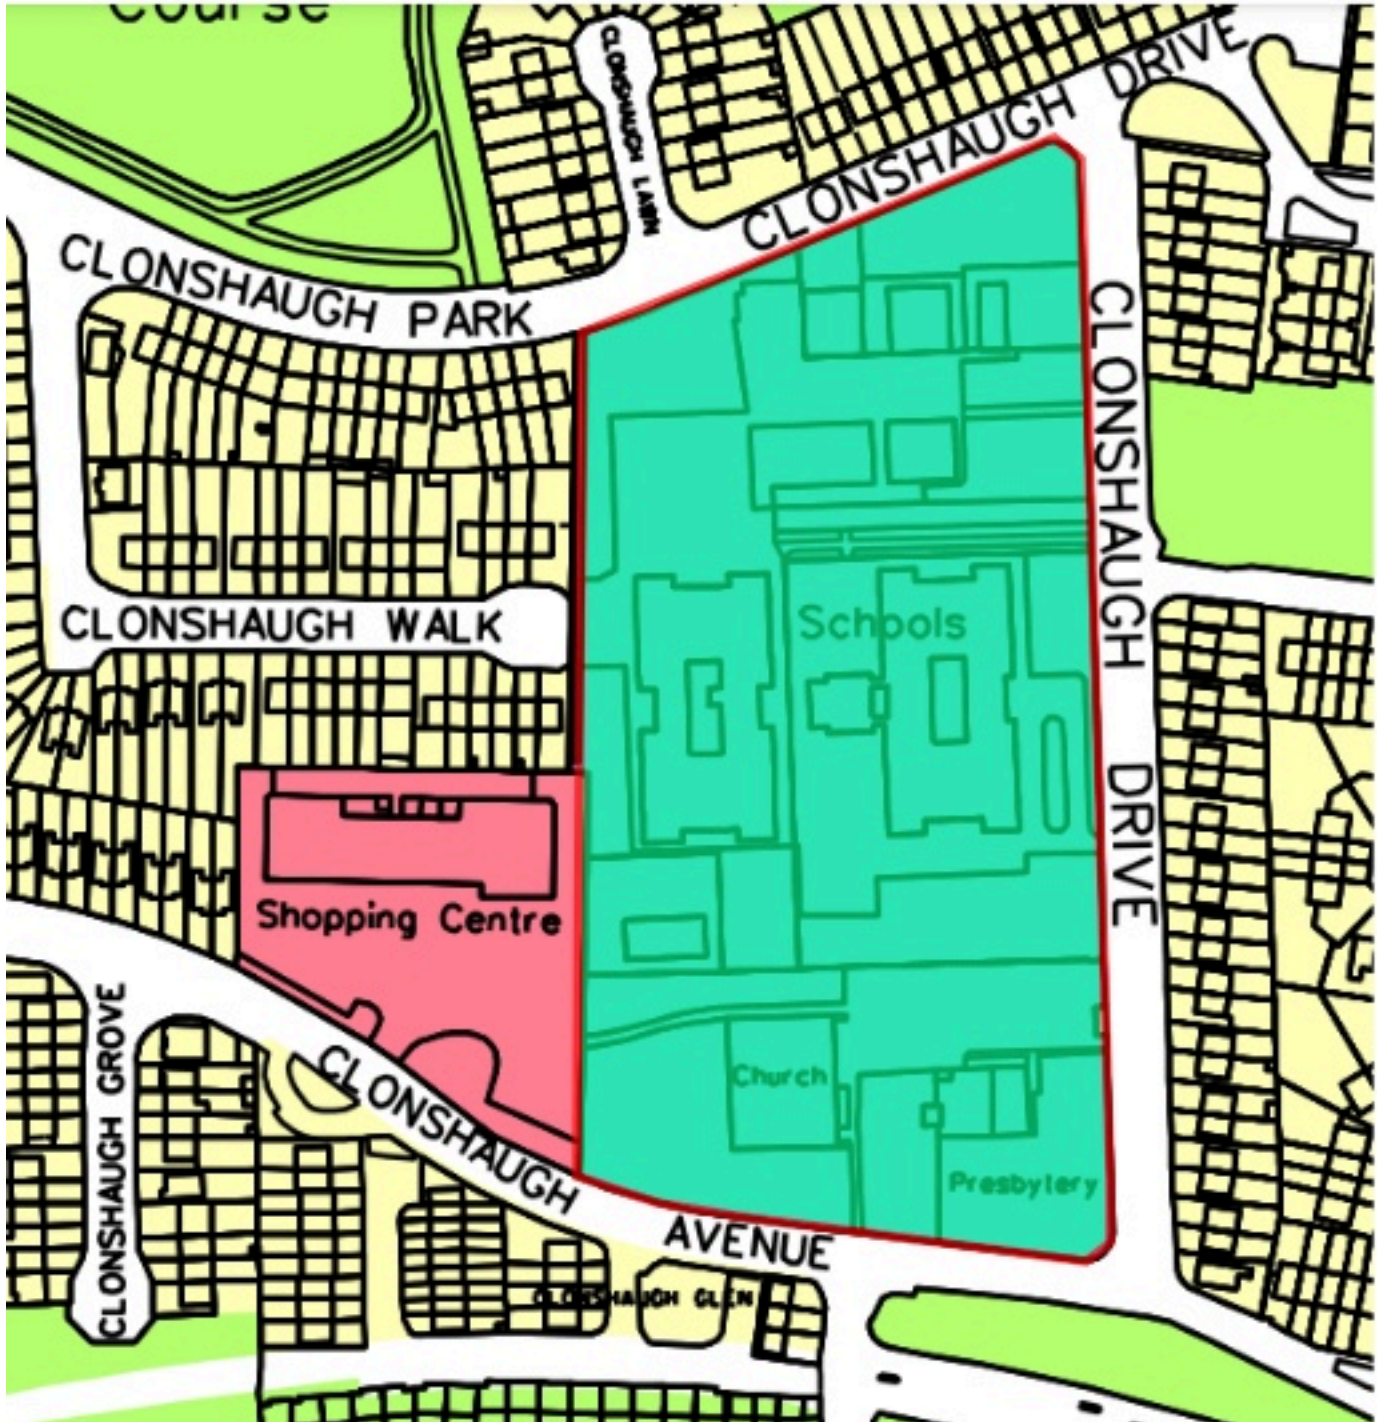 Course
CLONSHAUGH LAWN
CLONSHAUGH DRIVE
CLONSHAUGH PARK
CLONSHAUGH DRIVE
CLONSHAUGH WALK
Schools
Shopping Centre
CLONSHAUGH GROVE
CLONSHAUGH AVENUE
Church
Presbytery
CLONSHAUGH GLEN